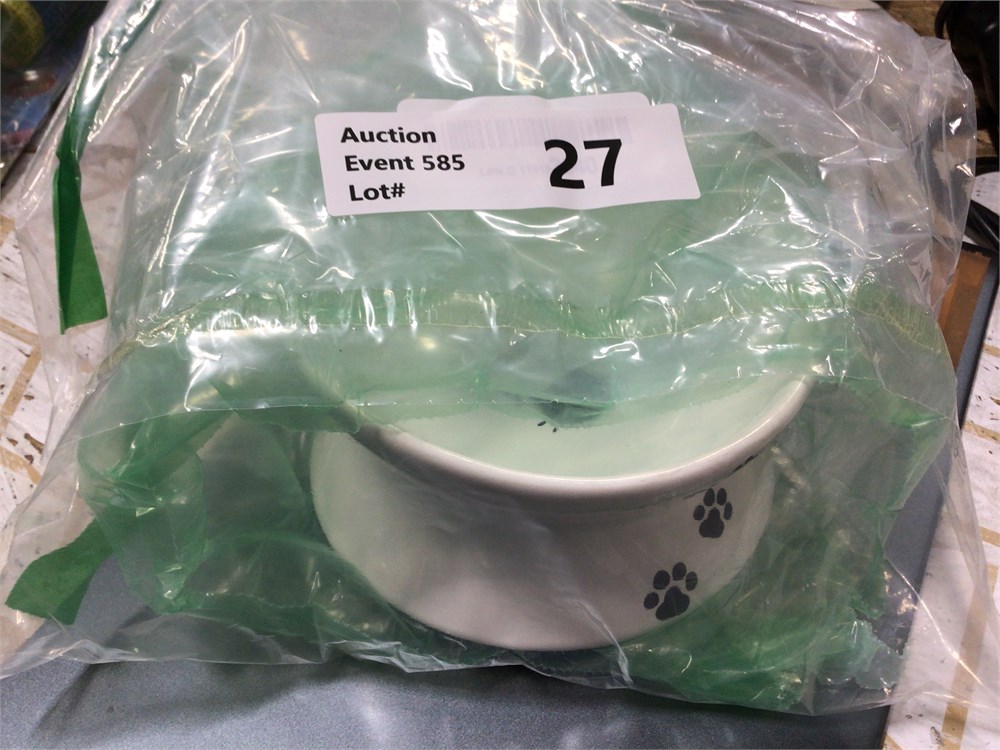 Auction
Event 585
Lot# 27